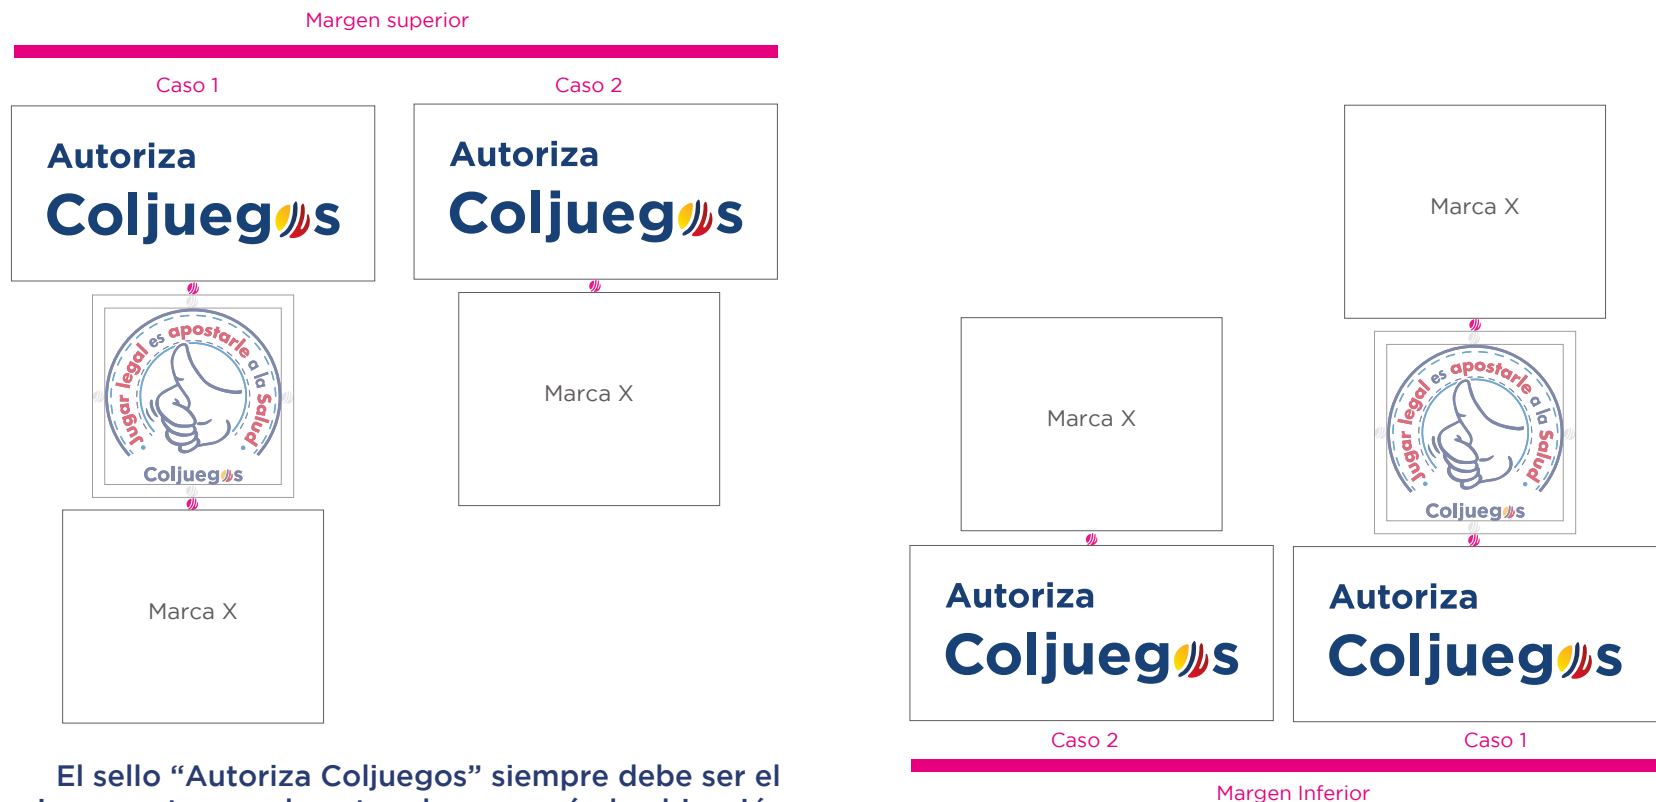 Margen superior
Caso 1
Caso 2
Autoriza
Coljuegos
Autoriza
Coljuegos
Jugar legal es apostarle a la Salud
Coljuegos
Marca X
Marca X
El sello “Autoriza Coljuegos” siempre debe ser el
Marca X
Marca X
Jugar legal es apostarle a la Salud
Coljuegos
Autoriza
Coljuegos
Autoriza
Coljuegos
Caso 2
Caso 1
Margen Inferior